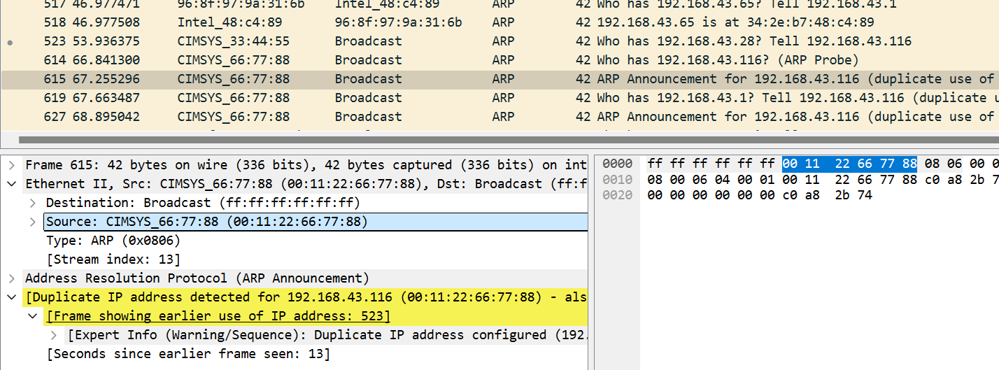 517 46.977471 96:8f:97:9a:31:6b Intel_48:c4:89 ARP 42 Who has 192.168.43.65? Tell 192.168.43.1
518 46.977508 Intel_48:c4:89 96:8f:97:9a:31:6b ARP 42 192.168.43.65 is at 34:2e:b7:48:c4:89
523 53.936375 CIMSYS_33:44:55 Broadcast ARP 42 Who has 192.168.43.28? Tell 192.168.43.116
614 66.841300 CIMSYS_66:77:88 Broadcast ARP 42 Who has 192.168.43.116? (ARP Probe)
615 67.255296 CIMSYS_66:77:88 Broadcast ARP 42 ARP Announcement for 192.168.43.116 (duplicate use of
619 67.663487 CIMSYS_66:77:88 Broadcast ARP 42 Who has 192.168.43.1? Tell 192.168.43.116 (duplicate u
627 68.895042 CIMSYS_66:77:88 Broadcast ARP 42 ARP Announcement for 192.168.43.116 (duplicate use of
Frame 615: 42 bytes on wire (336 bits), 42 bytes captured (336 bits) on int
Ethernet II, Src: CIMSYS_66:77:88 (00:11:22:66:77:88), Dst: Broadcast (ff:f
Destination: Broadcast (ff:ff:ff:ff:ff:ff)
Source: CIMSYS_66:77:88 (00:11:22:66:77:88)
Type: ARP (0x0806)
[Stream index: 13]
Address Resolution Protocol (ARP Announcement)
[Duplicate IP address detected for 192.168.43.116 (00:11:22:66:77:88) - als
[Frame showing earlier use of IP address: 523]
[Expert Info (Warning/Sequence): Duplicate IP address configured (192.
[Seconds since earlier frame seen: 13]
0000 ff ff ff ff ff ff 00 11 22 66 77 88 08 06 00 0
0010 08 00 06 04 00 01 00 11 22 66 77 88 c0 a8 2b 7
0020 00 00 00 00 00 00 c0 a8 2b 74